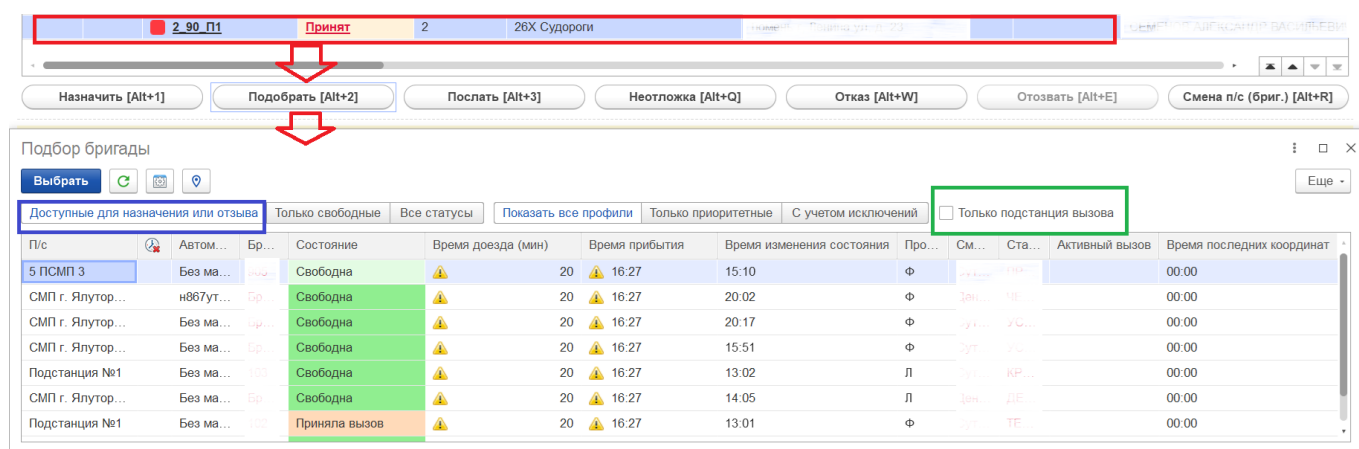 2_90_П1 Принят 2 26Х Судороги
Назначить [Alt+1] Подобрать [Alt+2] Послать [Alt+3] Неотложка [Alt+Q] Отказ [Alt+W] Отозвать [Alt+E] Смена п/с (бриг.) [Alt+R]
Подбор бригады
Выбрать Еще
Доступные для назначения или отзыва Только свободные Все статусы Показать все профили Только приоритетные С учетом исключений Только подстанция вызова
П/с Автом... Бр... Состояние Время доезда (мин) Время прибытия Время изменения состояния Про... См... Ста... Активный вызов Время последних координат
5 ПСМП 3 Без ма... Свободна 20 16:27 15:10 Ф 00:00
СМП г. Ялутор... н867ут... Свободна 20 16:27 20:02 Ф 00:00
СМП г. Ялутор... Без ма... Свободна 20 16:27 20:17 Ф 00:00
СМП г. Ялутор... Без ма... Свободна 20 16:27 15:51 Ф 00:00
Подстанция №1 Без ма... Свободна 20 16:27 13:02 Л КР... 00:00
СМП г. Ялутор... Без ма... Свободна 20 16:27 14:05 Л ДЕ... 00:00
Подстанция №1 Без ма... Приняла вызов 20 16:27 13:01 Ф ТЕ... 00:00